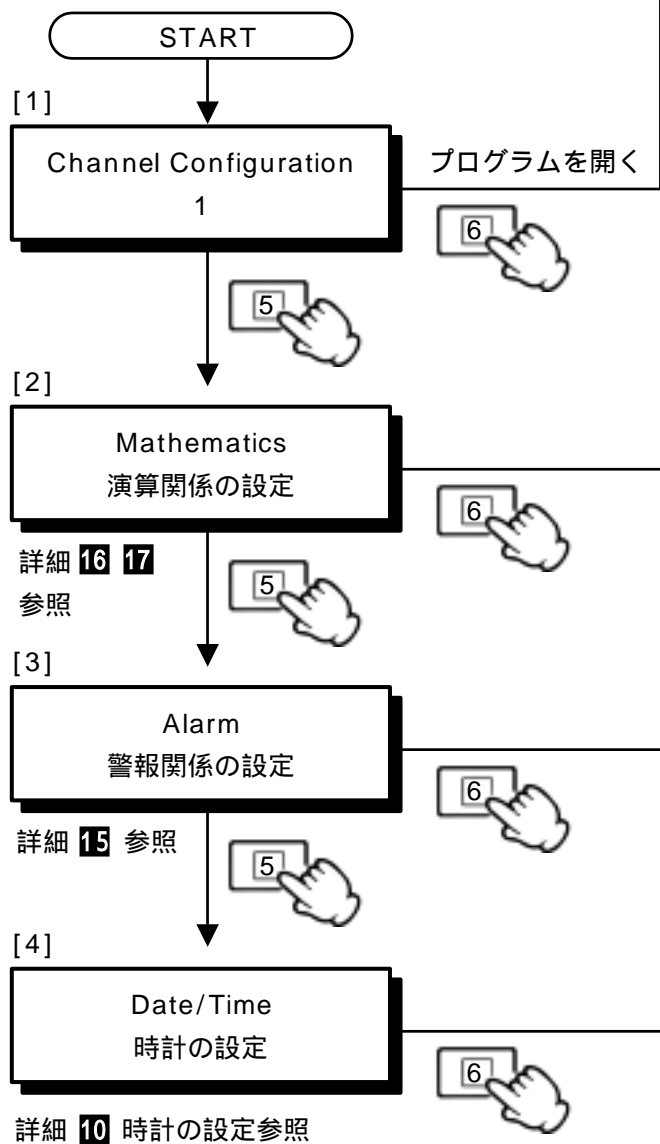 START
[1]
Channel Configuration
1
プログラムを開く
6
5
[2]
Mathematics
演算関係の設定
6
詳細 16 17
参照
5
[3]
Alarm
警報関係の設定
6
詳細 15 参照
5
[4]
Date/Time
時計の設定
6
詳細 10 時計の設定参照